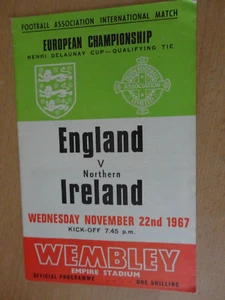 FOOTBALL ASSOCIATION INTERNATIONAL MATCH
EUROPEAN CHAMPIONSHIP
HENRI DELAUNAY CUP—QUALIFYING TIE
England
V
Northern
Ireland
WEDNESDAY NOVEMBER 22nd 1967
KICK-OFF 7.45 p.m.
WEMBLEY
EMPIRE STADIUM
OFFICIAL PROGRAMME ONE SHILLING